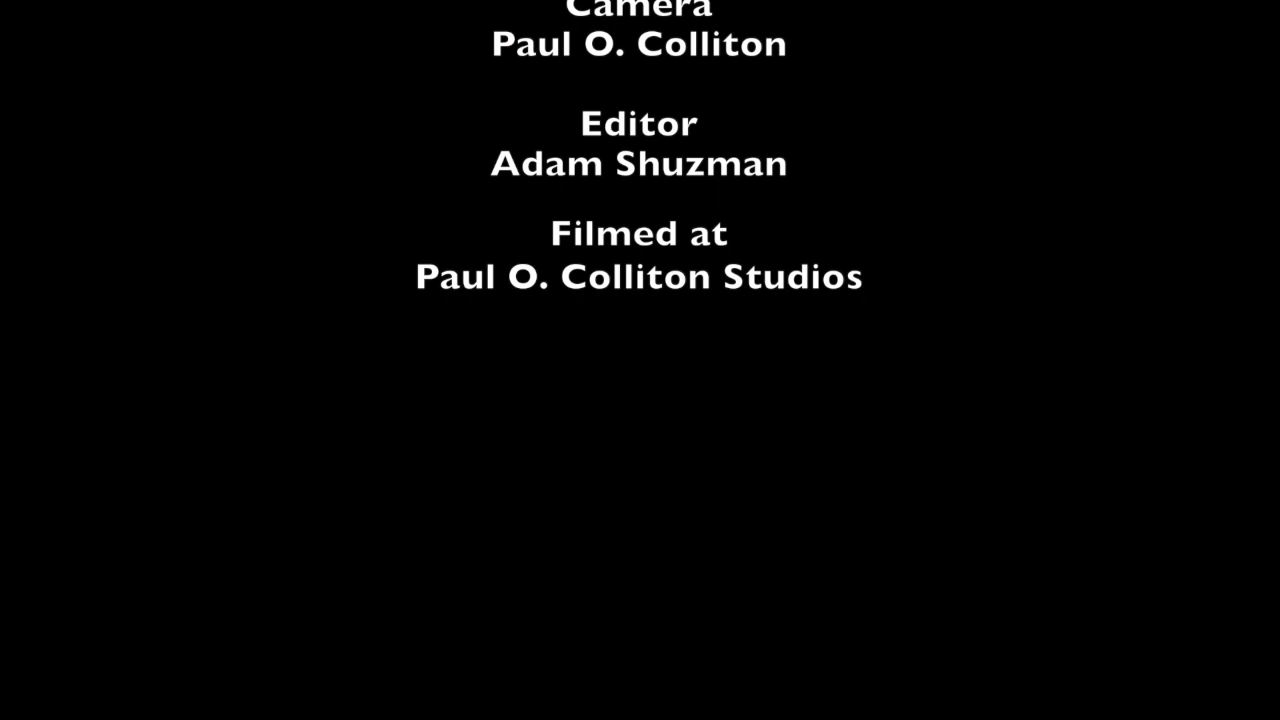 Camera
Paul O. Colliton
Editor
Adam Shuzman
Filmed at
Paul O. Colliton Studios